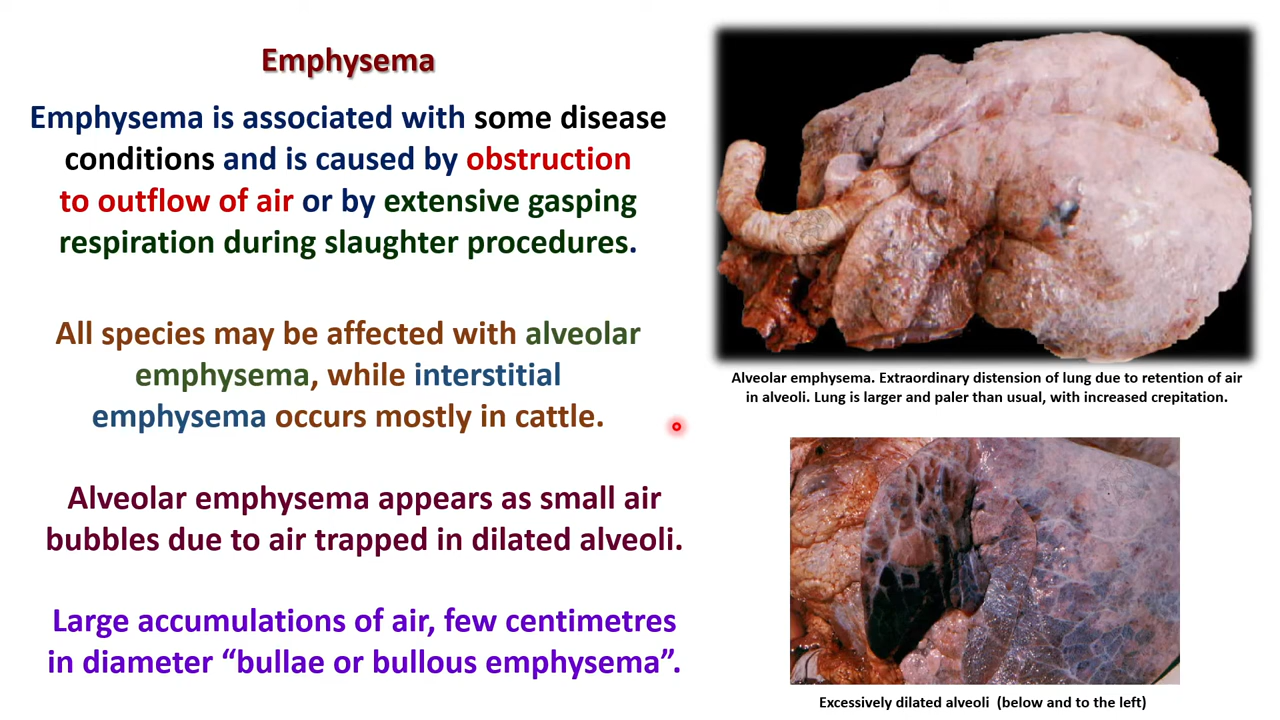 Emphysema
Emphysema is associated with some disease
conditions and is caused by obstruction
to outflow of air or by extensive gasping
respiration during slaughter procedures.
All species may be affected with alveolar
emphysema, while interstitial
emphysema occurs mostly in cattle.
Alveolar emphysema appears as small air
bubbles due to air trapped in dilated alveoli.
Large accumulations of air, few centimetres
in diameter “bullae or bullous emphysema”.
Alveolar emphysema. Extraordinary distension of lung due to retention of air
in alveoli. Lung is larger and paler than usual, with increased crepitation.
Excessively dilated alveoli (below and to the left)